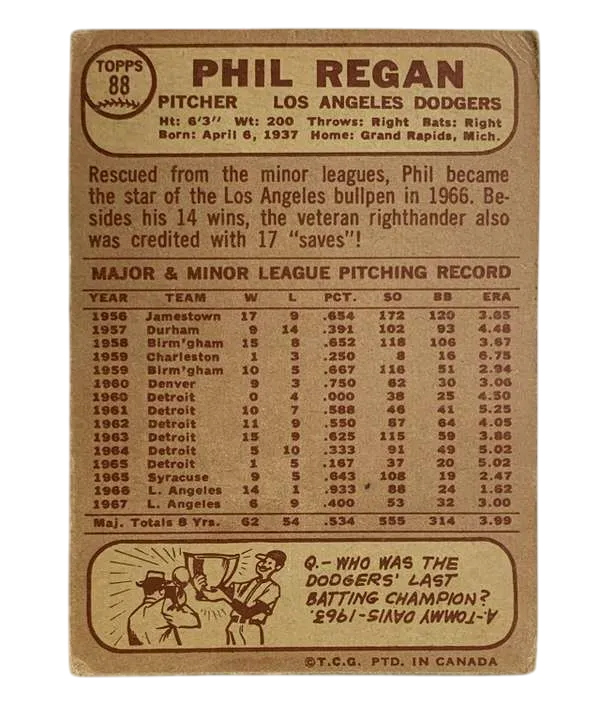 TOPPS
88
PHIL REGAN
PITCHER LOS ANGELES DODGERS
Ht: 6'3" Wt: 200 Throws: Right Bats: Right
Born: April 6, 1937 Home: Grand Rapids, Mich.
Rescued from the minor leagues, Phil became
the star of the Los Angeles bullpen in 1966. Be-
sides his 14 wins, the veteran righthander also
was credited with 17 "saves"!
MAJOR & MINOR LEAGUE PITCHING RECORD
YEAR TEAM W L PCT. SO BB ERA
1956 Jamestown 17 9 .654 172 120 3.85
1957 Durham 9 14 .391 102 93 4.48
1958 Birm'gham 15 8 .652 118 106 3.67
1959 Charleston 1 3 .250 8 16 6.75
1959 Birm'gham 10 5 .667 116 51 2.94
1960 Denver 9 3 .750 62 30 3.06
1960 Detroit 0 4 .000 38 25 4.50
1961 Detroit 10 7 .588 46 41 5.25
1962 Detroit 11 9 .550 87 64 4.05
1963 Detroit 15 9 .625 115 59 3.86
1964 Detroit 5 10 .333 91 49 5.02
1965 Detroit 1 5 .167 37 20 5.02
1965 Syracuse 9 5 .643 108 19 2.47
1966 L. Angeles 14 1 .933 88 24 1.62
1967 L. Angeles 6 9 .400 53 32 3.00
Maj. Totals 8 Yrs. 62 54 .534 555 314 3.99
Q.- WHO WAS THE
DODGERS' LAST
BATTING CHAMPION?
A-TOMMY DAVIS-1963.
©T.C.G. PTD. IN CANADA